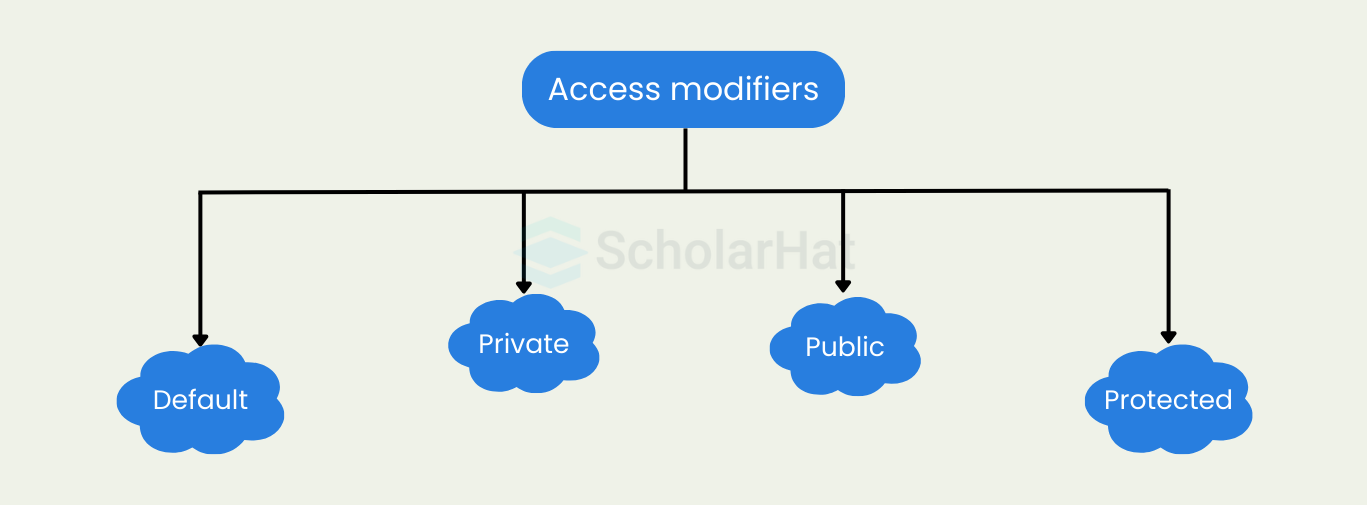 Access modifiers
ScholarHat
Private
Public
Default
Protected